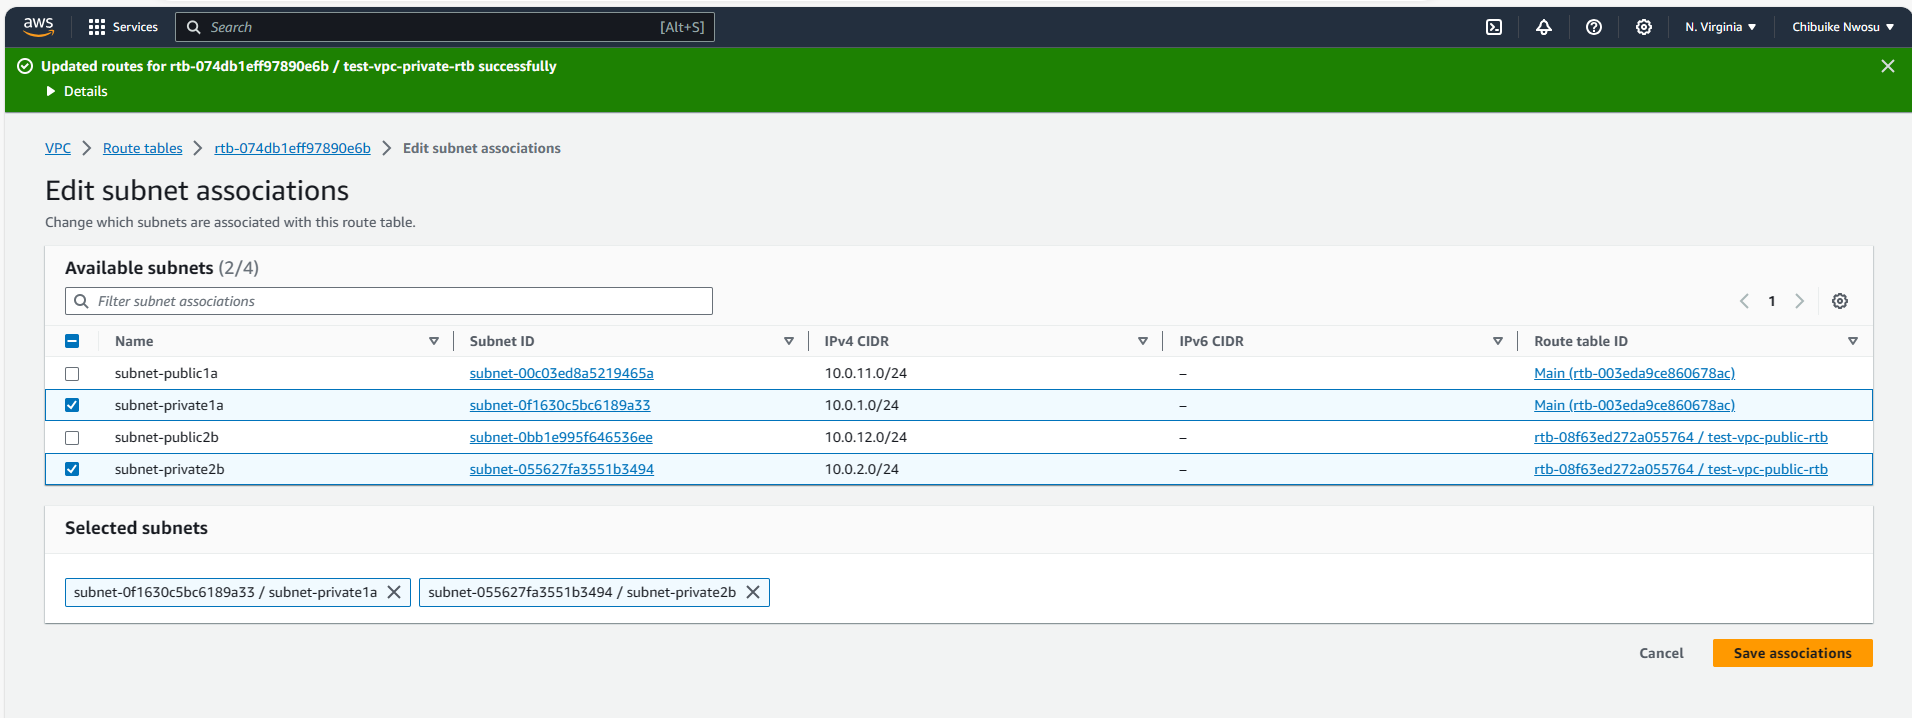 aws Services Search [Alt+S] N. Virginia Chibuike Nwosu
Updated routes for rtb-074db1eff97890e6b / test-vpc-private-rtb successfully
Details
VPC Route tables rtb-074db1eff97890e6b Edit subnet associations
Edit subnet associations
Change which subnets are associated with this route table.
Available subnets (2/4)
Filter subnet associations 1
Name Subnet ID IPv4 CIDR IPv6 CIDR Route table ID
subnet-public1a subnet-00c03ed8a5219465a 10.0.11.0/24 – Main (rtb-003eda9ce860678ac)
subnet-private1a subnet-0f1630c5bc6189a33 10.0.1.0/24 – Main (rtb-003eda9ce860678ac)
subnet-public2b subnet-0bb1e995f646536ee 10.0.12.0/24 – rtb-08f63ed272a055764 / test-vpc-public-rtb
subnet-private2b subnet-055627fa3551b3494 10.0.2.0/24 – rtb-08f63ed272a055764 / test-vpc-public-rtb
Selected subnets
subnet-0f1630c5bc6189a33 / subnet-private1a subnet-055627fa3551b3494 / subnet-private2b
Cancel Save associations